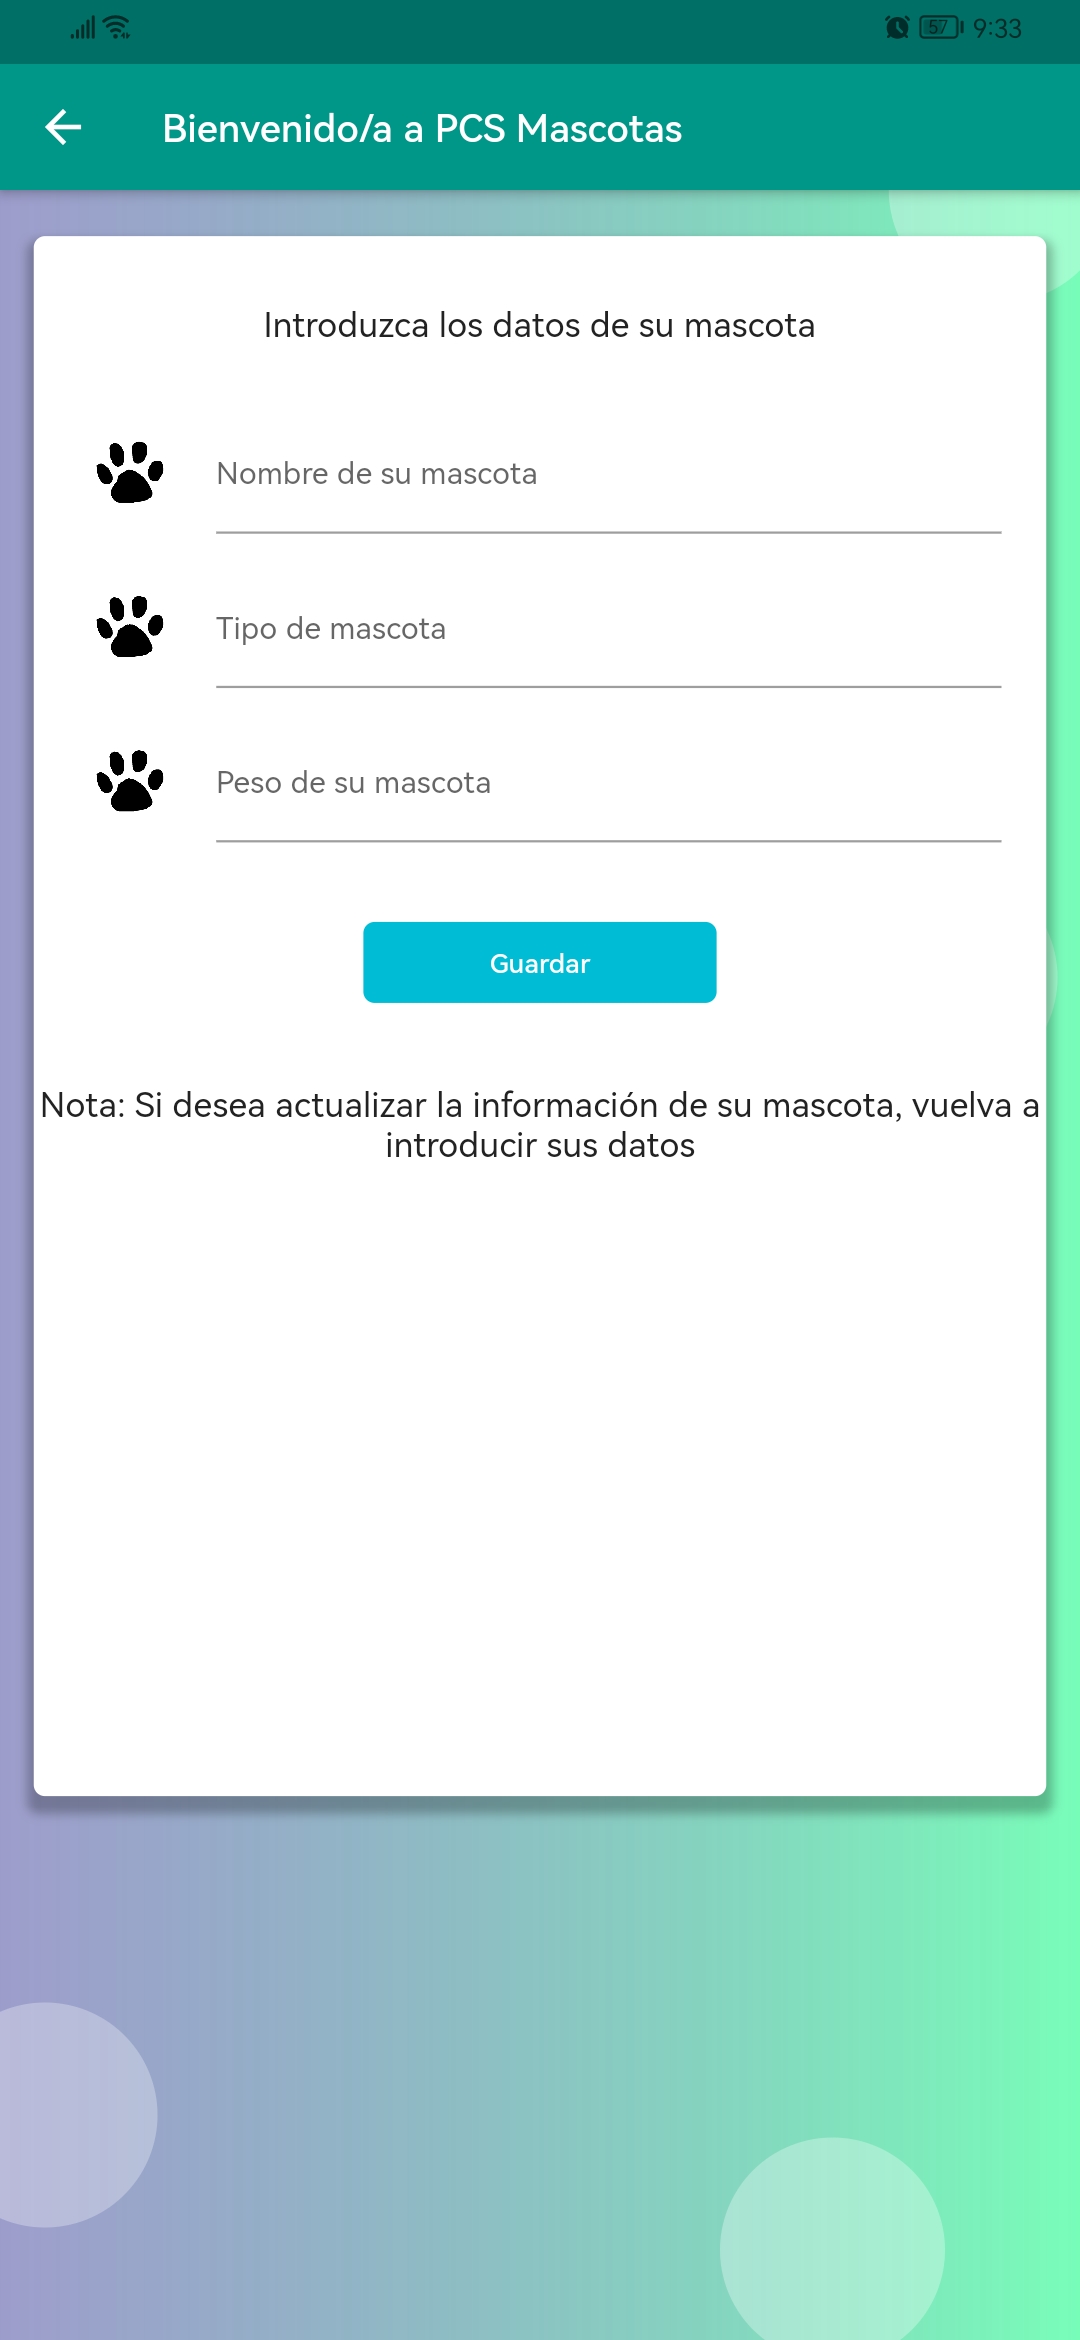 57 9:33
Bienvenido/a a PCS Mascotas
Introduzca los datos de su mascota
Nombre de su mascota
Tipo de mascota
Peso de su mascota
Guardar
Nota: Si desea actualizar la información de su mascota, vuelva a
introducir sus datos